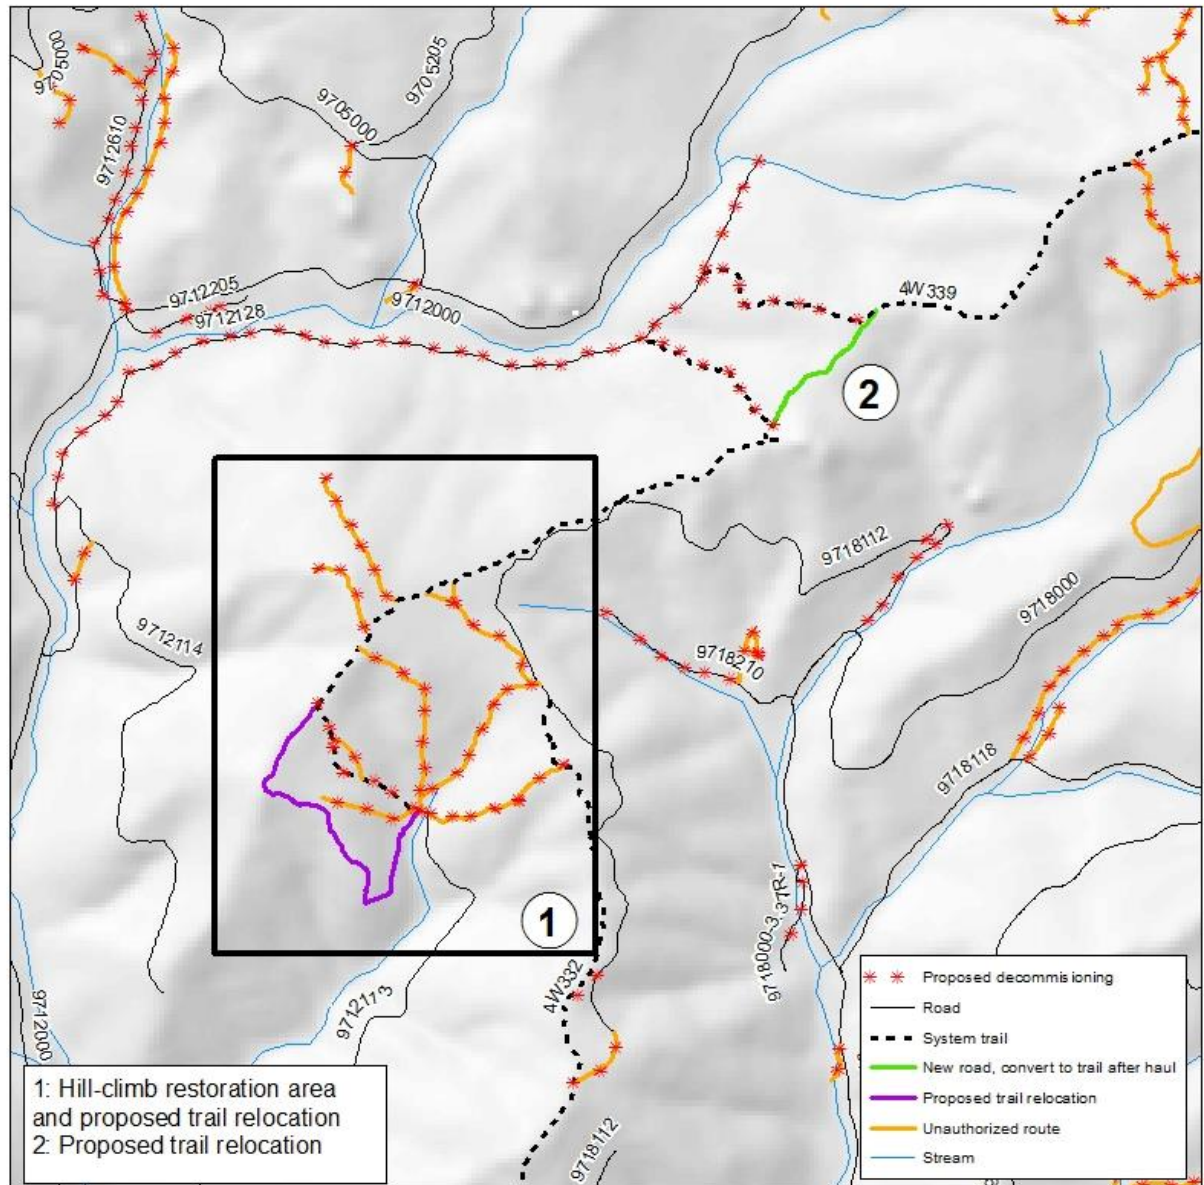 9705000
9705205
9705000
9712610
9712205
9712128
9712000
4W339
2
9718112
9718000
9712114
9718210
9718118
1
31R-1
9718000-3
4W332
9712113
9712000
9718112
Proposed decommisioning
Road
System trail
New road, convert to trail after haul
Proposed trail relocation
Unauthorized route
Stream
1: Hill-climb restoration area
and proposed trail relocation
2: Proposed trail relocation